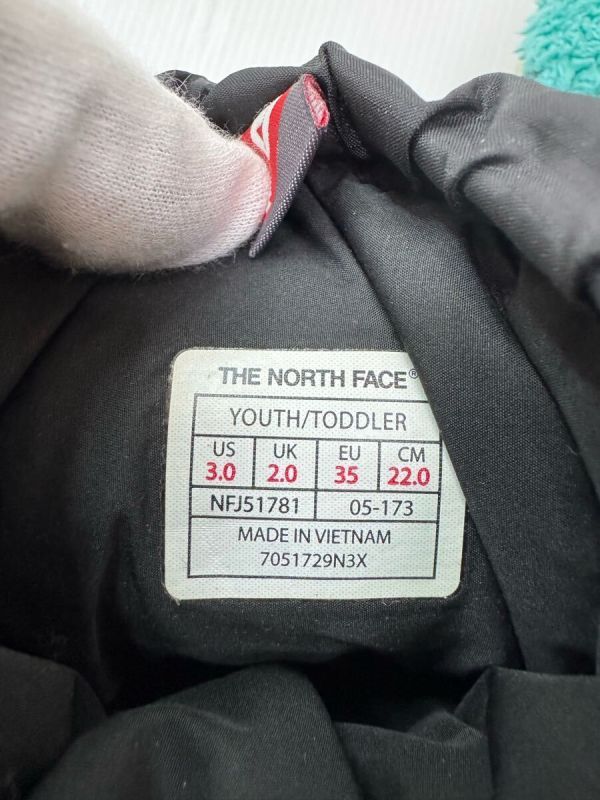 THE NORTH FACE®
YOUTH/TODDLER
US UK EU CM
3.0 2.0 35 22.0
NFJ51781 05-173
MADE IN VIETNAM
7051729N3X